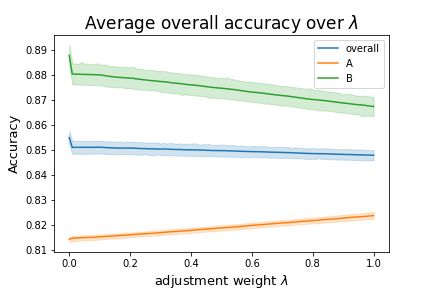 Average overall accuracy over λ
overall
A
B
Accuracy
0.89
0.88
0.87
0.86
0.85
0.84
0.83
0.82
0.81
0.0 0.2 0.4 0.6 0.8 1.0
adjustment weight λ